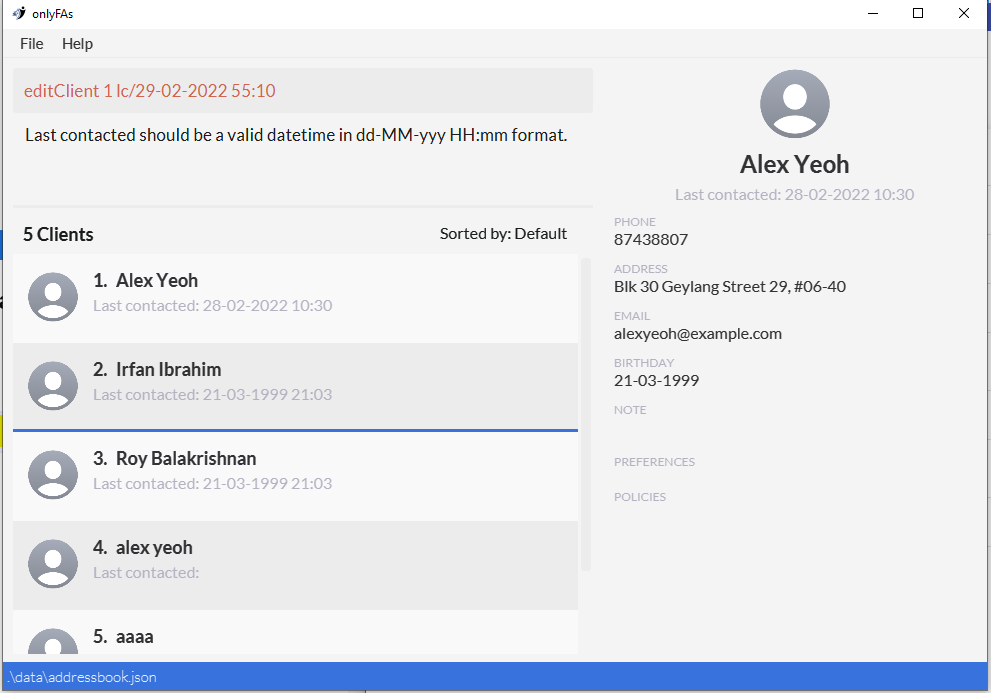 onlyFAs
File Help
editClient 1 lc/29-02-2022 55:10
Last contacted should be a valid datetime in dd-MM-yyy HH:mm format.
5 Clients
Sorted by: Default
1. Alex Yeoh
Last contacted: 28-02-2022 10:30
2. Irfan Ibrahim
Last contacted: 21-03-1999 21:03
3. Roy Balakrishnan
Last contacted: 21-03-1999 21:03
4. alex yeoh
Last contacted:
5. aaaa
Alex Yeoh
Last contacted: 28-02-2022 10:30
PHONE
87438807
ADDRESS
Blk 30 Geylang Street 29, #06-40
EMAIL
alexyeoh@example.com
BIRTHDAY
21-03-1999
NOTE
PREFERENCES
POLICIES
.\data\addressbook.json